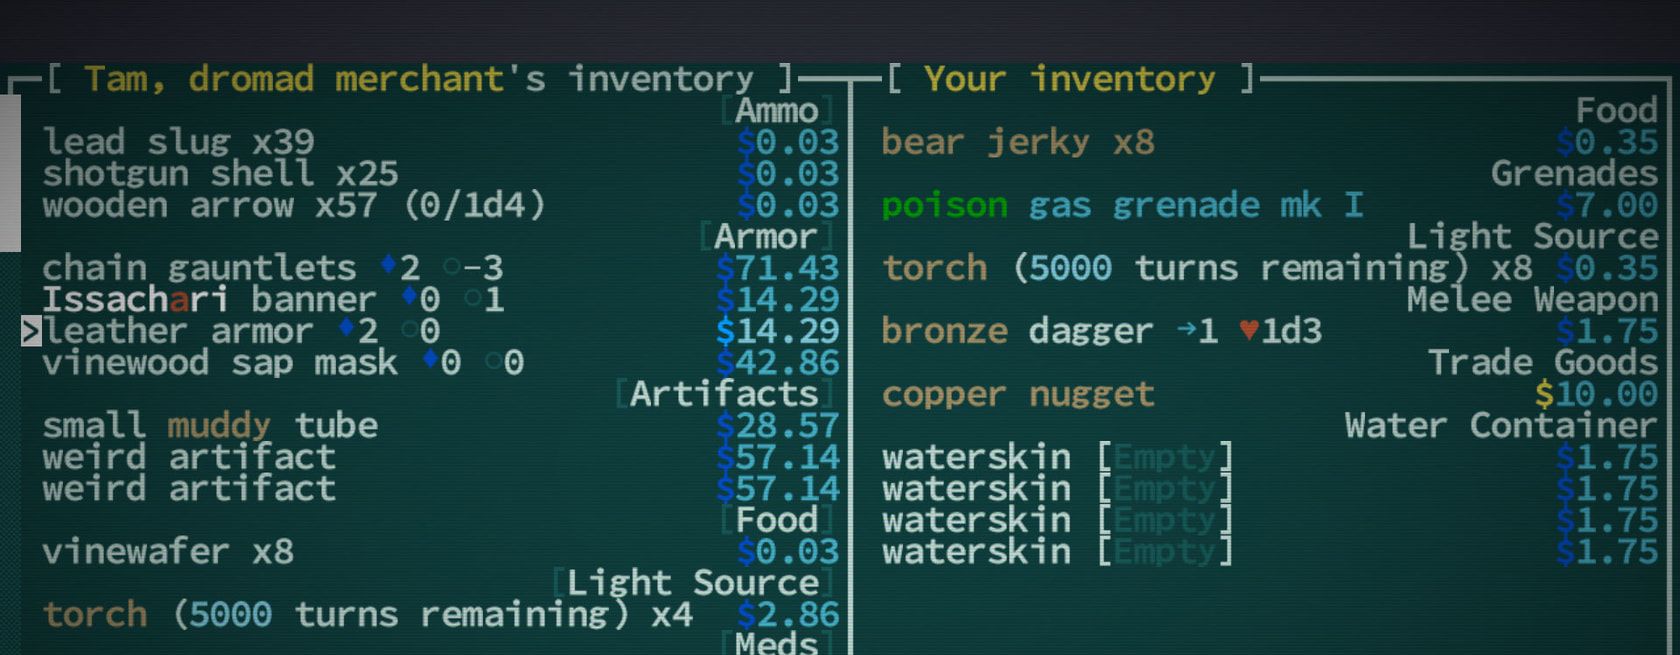 [ Tam, dromad merchant's inventory ]
[Ammo]
lead slug x39 $0.03
shotgun shell x25 $0.03
wooden arrow x57 (0/1d4) $0.03
[Armor]
chain gauntlets ♦2 ○-3 $71.43
Issachari banner ♦0 ○1 $14.29
>leather armor ♦2 ○0 $14.29
vinewood sap mask ♦0 ○0 $42.86
[Artifacts]
small muddy tube $28.57
weird artifact $57.14
weird artifact $57.14
[Food]
vinewafer x8 $0.03
[Light Source]
torch (5000 turns remaining) x4 $2.86
[Meds]
[ Your inventory ]
Food
bear jerky x8 $0.35
Grenades
poison gas grenade mk I $7.00
Light Source
torch (5000 turns remaining) x8 $0.35
Melee Weapon
bronze dagger →1 ♥1d3 $1.75
Trade Goods
copper nugget $10.00
Water Container
waterskin [Empty] $1.75
waterskin [Empty] $1.75
waterskin [Empty] $1.75
waterskin [Empty] $1.75